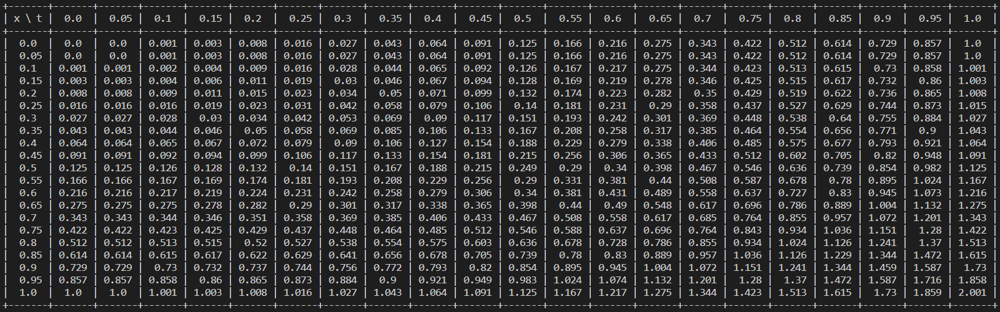 +-------+------+------+-------+-------+-------+-------+-------+-------+-------+-------+-------+-------+-------+-------+-------+-------+-------+-------+-------+-------+-------+
| x \ t | 0.0 | 0.05 | 0.1 | 0.15 | 0.2 | 0.25 | 0.3 | 0.35 | 0.4 | 0.45 | 0.5 | 0.55 | 0.6 | 0.65 | 0.7 | 0.75 | 0.8 | 0.85 | 0.9 | 0.95 | 1.0 |
+-------+------+------+-------+-------+-------+-------+-------+-------+-------+-------+-------+-------+-------+-------+-------+-------+-------+-------+-------+-------+-------+
| 0.0 | 0.0 | 0.0 | 0.001 | 0.003 | 0.008 | 0.016 | 0.027 | 0.043 | 0.064 | 0.091 | 0.125 | 0.166 | 0.216 | 0.275 | 0.343 | 0.422 | 0.512 | 0.614 | 0.729 | 0.857 | 1.0 |
| 0.05 | 0.0 | 0.0 | 0.001 | 0.003 | 0.008 | 0.016 | 0.027 | 0.043 | 0.064 | 0.091 | 0.125 | 0.166 | 0.216 | 0.275 | 0.343 | 0.422 | 0.512 | 0.614 | 0.729 | 0.857 | 1.0 |
| 0.1 | 0.001 | 0.001 | 0.002 | 0.004 | 0.009 | 0.016 | 0.028 | 0.044 | 0.065 | 0.092 | 0.126 | 0.167 | 0.217 | 0.275 | 0.344 | 0.423 | 0.513 | 0.615 | 0.73 | 0.858 | 1.001 |
| 0.15 | 0.003 | 0.003 | 0.004 | 0.006 | 0.011 | 0.019 | 0.03 | 0.046 | 0.067 | 0.094 | 0.128 | 0.169 | 0.219 | 0.278 | 0.346 | 0.425 | 0.515 | 0.617 | 0.732 | 0.86 | 1.003 |
| 0.2 | 0.008 | 0.008 | 0.009 | 0.011 | 0.015 | 0.023 | 0.034 | 0.05 | 0.071 | 0.099 | 0.132 | 0.174 | 0.223 | 0.282 | 0.35 | 0.429 | 0.519 | 0.622 | 0.736 | 0.865 | 1.008 |
| 0.25 | 0.016 | 0.016 | 0.016 | 0.019 | 0.023 | 0.031 | 0.042 | 0.058 | 0.079 | 0.106 | 0.14 | 0.181 | 0.231 | 0.29 | 0.358 | 0.437 | 0.527 | 0.629 | 0.744 | 0.873 | 1.015 |
| 0.3 | 0.027 | 0.027 | 0.028 | 0.03 | 0.034 | 0.042 | 0.053 | 0.069 | 0.09 | 0.117 | 0.151 | 0.193 | 0.242 | 0.301 | 0.369 | 0.448 | 0.538 | 0.64 | 0.755 | 0.884 | 1.027 |
| 0.35 | 0.043 | 0.043 | 0.044 | 0.046 | 0.05 | 0.058 | 0.069 | 0.085 | 0.106 | 0.133 | 0.167 | 0.208 | 0.258 | 0.317 | 0.385 | 0.464 | 0.554 | 0.656 | 0.771 | 0.9 | 1.043 |
| 0.4 | 0.064 | 0.064 | 0.065 | 0.067 | 0.072 | 0.079 | 0.09 | 0.106 | 0.127 | 0.154 | 0.188 | 0.229 | 0.279 | 0.338 | 0.406 | 0.485 | 0.575 | 0.677 | 0.793 | 0.921 | 1.064 |
| 0.45 | 0.091 | 0.091 | 0.092 | 0.094 | 0.099 | 0.106 | 0.117 | 0.133 | 0.154 | 0.181 | 0.215 | 0.256 | 0.306 | 0.365 | 0.433 | 0.512 | 0.602 | 0.705 | 0.82 | 0.948 | 1.091 |
| 0.5 | 0.125 | 0.125 | 0.126 | 0.128 | 0.132 | 0.14 | 0.151 | 0.167 | 0.188 | 0.215 | 0.249 | 0.29 | 0.34 | 0.398 | 0.467 | 0.546 | 0.636 | 0.739 | 0.854 | 0.982 | 1.125 |
| 0.55 | 0.166 | 0.166 | 0.167 | 0.169 | 0.174 | 0.181 | 0.193 | 0.208 | 0.229 | 0.256 | 0.29 | 0.331 | 0.381 | 0.44 | 0.508 | 0.587 | 0.678 | 0.78 | 0.895 | 1.024 | 1.167 |
| 0.6 | 0.216 | 0.216 | 0.217 | 0.219 | 0.224 | 0.231 | 0.242 | 0.258 | 0.279 | 0.306 | 0.34 | 0.381 | 0.431 | 0.489 | 0.558 | 0.637 | 0.727 | 0.83 | 0.945 | 1.073 | 1.216 |
| 0.65 | 0.275 | 0.275 | 0.275 | 0.278 | 0.282 | 0.29 | 0.301 | 0.317 | 0.338 | 0.365 | 0.398 | 0.44 | 0.49 | 0.548 | 0.617 | 0.696 | 0.786 | 0.889 | 1.004 | 1.132 | 1.275 |
| 0.7 | 0.343 | 0.343 | 0.344 | 0.346 | 0.351 | 0.358 | 0.369 | 0.385 | 0.406 | 0.433 | 0.467 | 0.508 | 0.558 | 0.617 | 0.685 | 0.764 | 0.855 | 0.957 | 1.072 | 1.201 | 1.343 |
| 0.75 | 0.422 | 0.422 | 0.423 | 0.425 | 0.429 | 0.437 | 0.448 | 0.464 | 0.485 | 0.512 | 0.546 | 0.588 | 0.637 | 0.696 | 0.764 | 0.843 | 0.934 | 1.036 | 1.151 | 1.28 | 1.422 |
| 0.8 | 0.512 | 0.512 | 0.513 | 0.515 | 0.52 | 0.527 | 0.538 | 0.554 | 0.575 | 0.603 | 0.636 | 0.678 | 0.728 | 0.786 | 0.855 | 0.934 | 1.024 | 1.126 | 1.241 | 1.37 | 1.513 |
| 0.85 | 0.614 | 0.614 | 0.615 | 0.617 | 0.622 | 0.629 | 0.641 | 0.656 | 0.678 | 0.705 | 0.739 | 0.78 | 0.83 | 0.889 | 0.957 | 1.036 | 1.126 | 1.229 | 1.344 | 1.472 | 1.615 |
| 0.9 | 0.729 | 0.729 | 0.73 | 0.732 | 0.737 | 0.744 | 0.756 | 0.772 | 0.793 | 0.82 | 0.854 | 0.895 | 0.945 | 1.004 | 1.072 | 1.151 | 1.241 | 1.344 | 1.459 | 1.587 | 1.73 |
| 0.95 | 0.857 | 0.857 | 0.858 | 0.86 | 0.865 | 0.873 | 0.884 | 0.9 | 0.921 | 0.949 | 0.983 | 1.024 | 1.074 | 1.132 | 1.201 | 1.28 | 1.37 | 1.472 | 1.587 | 1.716 | 1.858 |
| 1.0 | 1.0 | 1.0 | 1.001 | 1.003 | 1.008 | 1.016 | 1.027 | 1.043 | 1.064 | 1.091 | 1.125 | 1.167 | 1.217 | 1.275 | 1.344 | 1.423 | 1.513 | 1.615 | 1.73 | 1.859 | 2.001 |
+-------+------+------+-------+-------+-------+-------+-------+-------+-------+-------+-------+-------+-------+-------+-------+-------+-------+-------+-------+-------+-------+